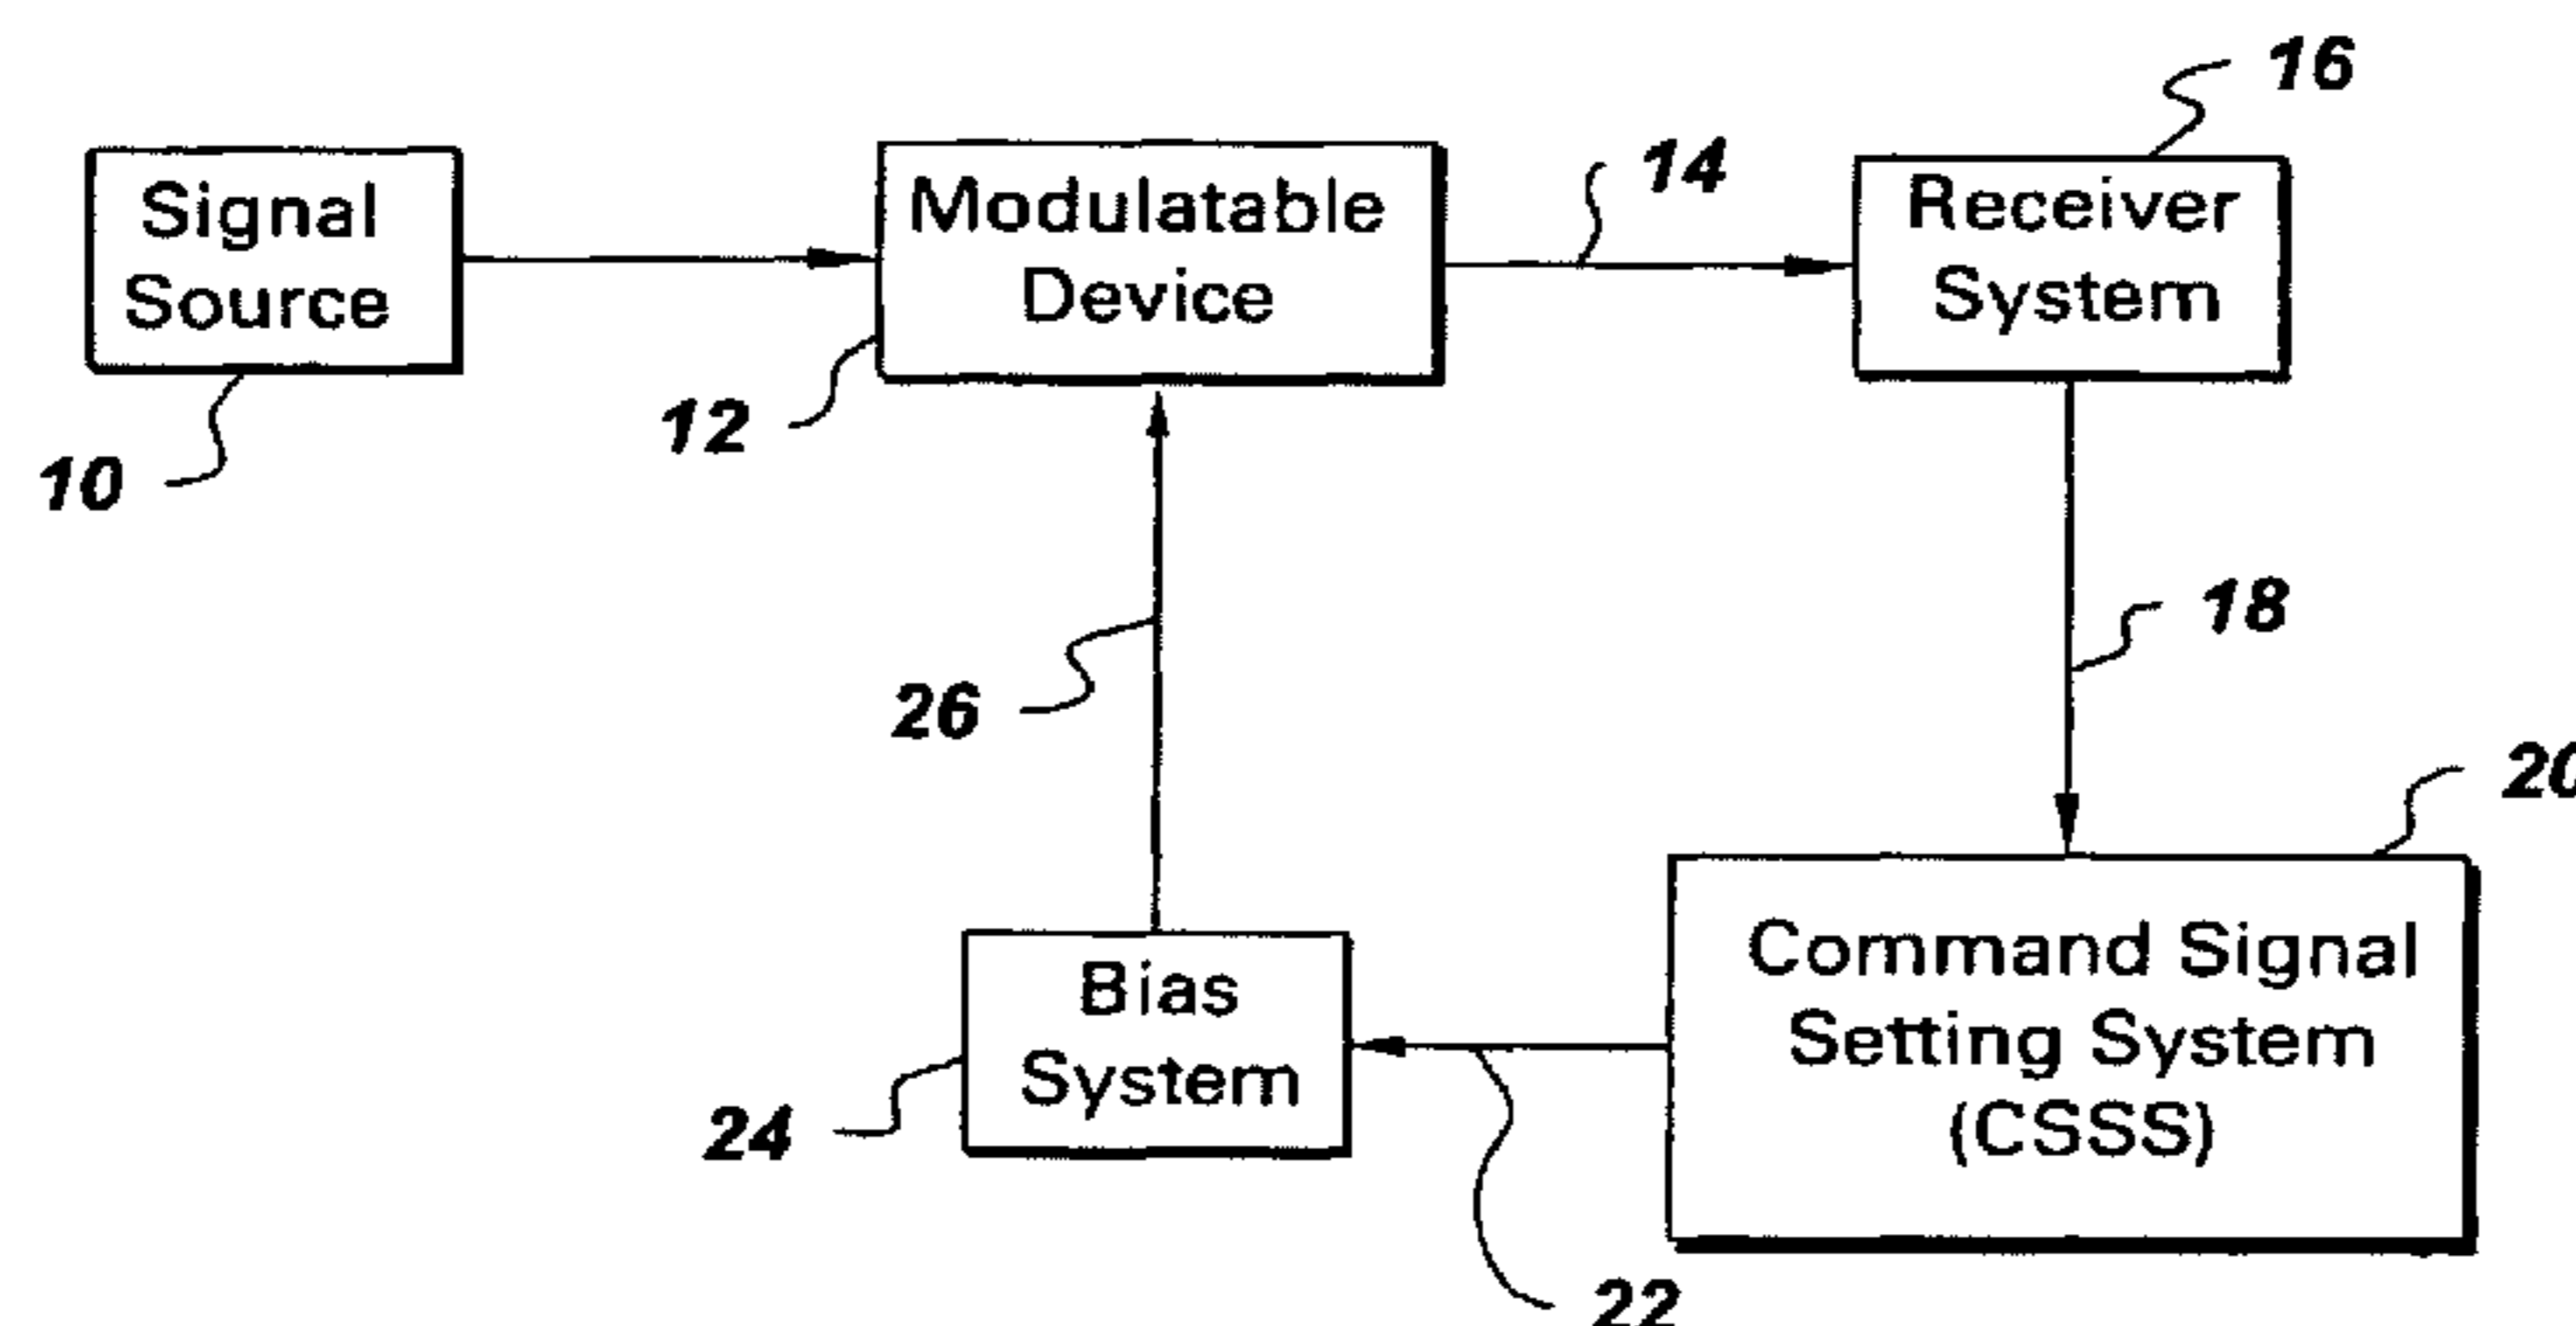 16
14
Signal
Source
Modulatable
Device
Receiver
System
12
10
18
26
20
Command Signal
Setting System
(CSSS)
Bias
System
24
22